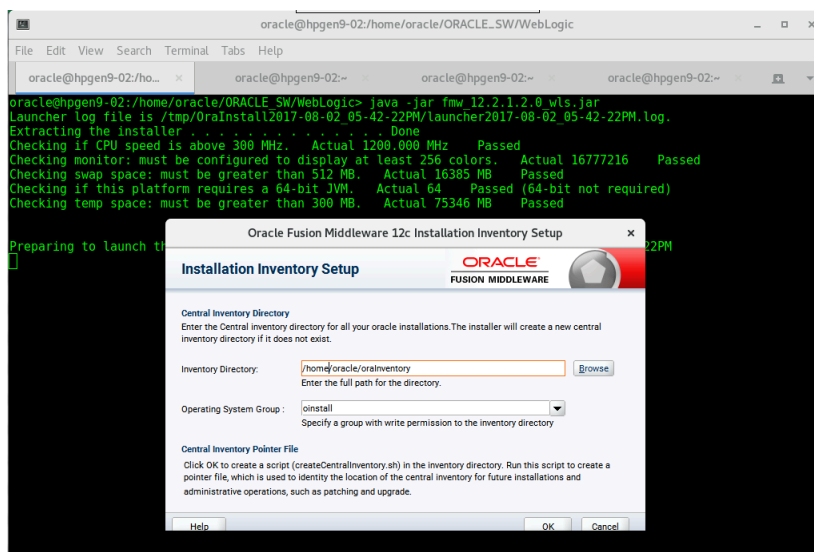 oracle@hpgen9-02:/home/oracle/ORACLE_SW/WebLogic
File Edit View Search Terminal Tabs Help
oracle@hpgen9-02:/ho... × oracle@hpgen9-02:~ × oracle@hpgen9-02:~ × oracle@hpgen9-02:~ ×
oracle@hpgen9-02:/home/oracle/ORACLE_SW/WebLogic> java -jar fmw_12.2.1.2.0_wls.jar
Launcher log file is /tmp/OraInstall2017-08-02_05-42-22PM/launcher2017-08-02_05-42-22PM.log.
Extracting the installer . . . . . . . . . . . . . . Done
Checking if CPU speed is above 300 MHz. Actual 1200.000 MHz Passed
Checking monitor: must be configured to display at least 256 colors. Actual 16777216 Passed
Checking swap space: must be greater than 512 MB. Actual 16385 MB Passed
Checking if this platform requires a 64-bit JVM. Actual 64 Passed (64-bit not required)
Checking temp space: must be greater than 300 MB. Actual 75346 MB Passed
Preparing to launch th 22PM
Oracle Fusion Middleware 12c Installation Inventory Setup ×
Installation Inventory Setup
ORACLE
FUSION MIDDLEWARE
Central Inventory Directory
Enter the Central inventory directory for all your oracle installations.The installer will create a new central
inventory directory if it does not exist.
Inventory Directory: /home/oracle/oraInventory Browse
Enter the full path for the directory.
Operating System Group : oinstall
Specify a group with write permission to the inventory directory
Central Inventory Pointer File
Click OK to create a script (createCentralInventory.sh) in the inventory directory. Run this script to create a
pointer file, which is used to identity the location of the central inventory for future installations and
administrative operations, such as patching and upgrade.
Help OK Cancel